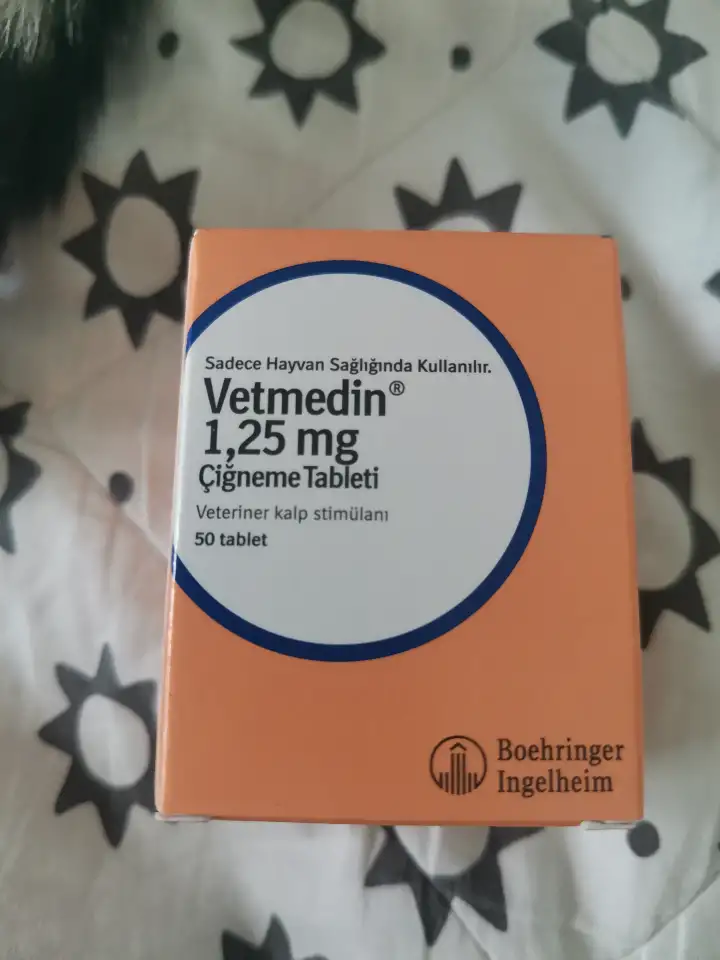 Sadece Hayvan Sağlığında Kullanılır.
Vetmedin®
1,25 mg
Çiğneme Tableti
Veteriner kalp stimülanı
50 tablet
Boehringer
Ingelheim